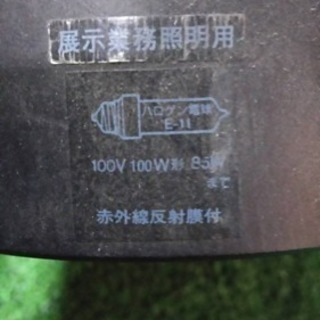 展示業務照明用
ハロゲン電球
E-11
100V 100W形 85W
まで
赤外線反射膜付